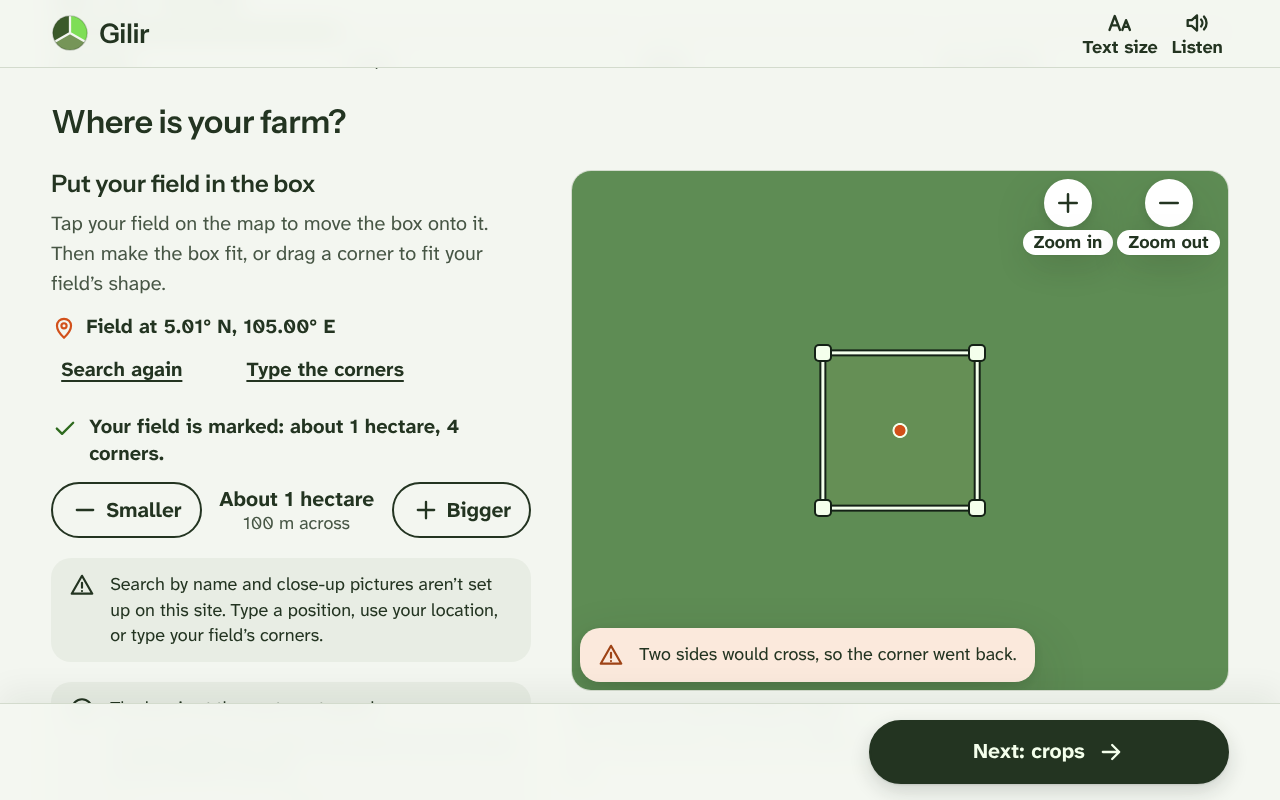 Gilir
Text size
Listen
Where is your farm?
Put your field in the box
Tap your field on the map to move the box onto it.
Then make the box fit, or drag a corner to fit your
field’s shape.
Field at 5.01° N, 105.00° E
Search again
Type the corners
Your field is marked: about 1 hectare, 4
corners.
Smaller
About 1 hectare
100 m across
Bigger
Search by name and close-up pictures aren’t set
up on this site. Type a position, use your location,
or type your field’s corners.
Zoom in
Zoom out
Two sides would cross, so the corner went back.
Next: crops